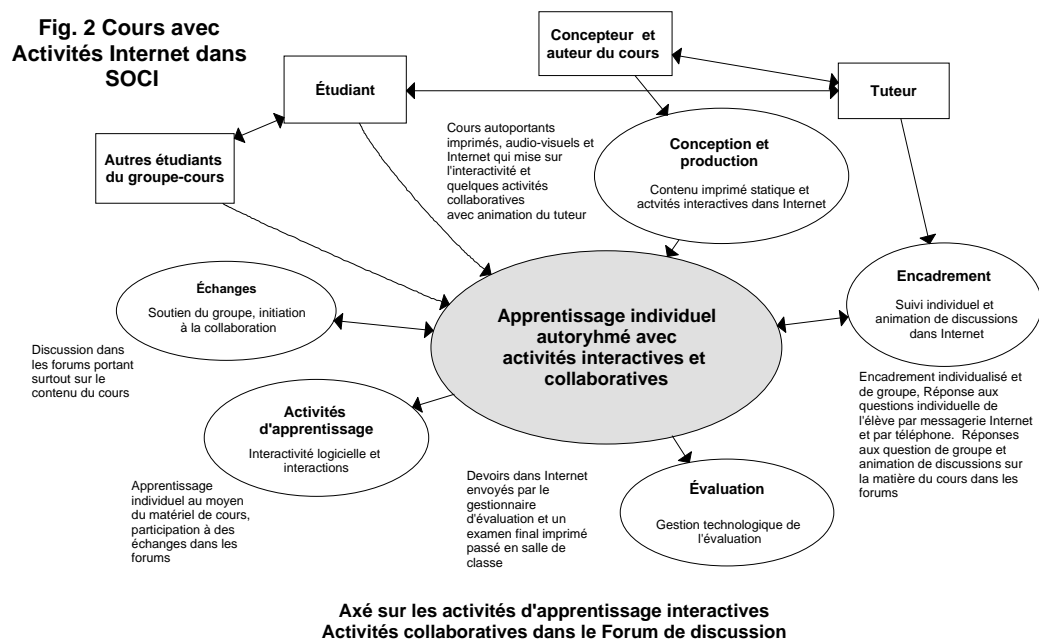 Fig. 2 Cours avec
Activités Internet dans
SOCI
Concepteur et
auteur du cours
Étudiant
Tuteur
Autres étudiants
du groupe-cours
Cours autoportants
imprimés, audio-visuels et
Internet qui mise sur
l'interactivité et
quelques activités
collaboratives
avec animation du tuteur
Conception et
production
Contenu imprimé statique et
actvités interactives dans Internet
Échanges
Soutien du groupe, initiation
à la collaboration
Apprentissage individuel
autoryhmé avec
activités interactives et
collaboratives
Encadrement
Suivi individuel et
animation de discussions
dans Internet
Discussion dans
les forums portant
surtout sur le
contenu du cours
Encadrement individualisé et
de groupe, Réponse aux
questions individuelle de
l'élève par messagerie Internet
et par téléphone. Réponses
aux question de groupe et
animation de discussions sur
la matière du cours dans les
forums
Activités
d'apprentissage
Interactivité logicielle et
interactions
Apprentissage
individuel au moyen
du matériel de cours,
participation à des
échanges dans les
forums
Devoirs dans Internet
envoyés par le
gestionnaire
d'évaluation et un
examen final imprimé
passé en salle de
classe
Évaluation
Gestion technologique de
l'évaluation
Axé sur les activités d'apprentissage interactives
Activités collaboratives dans le Forum de discussion